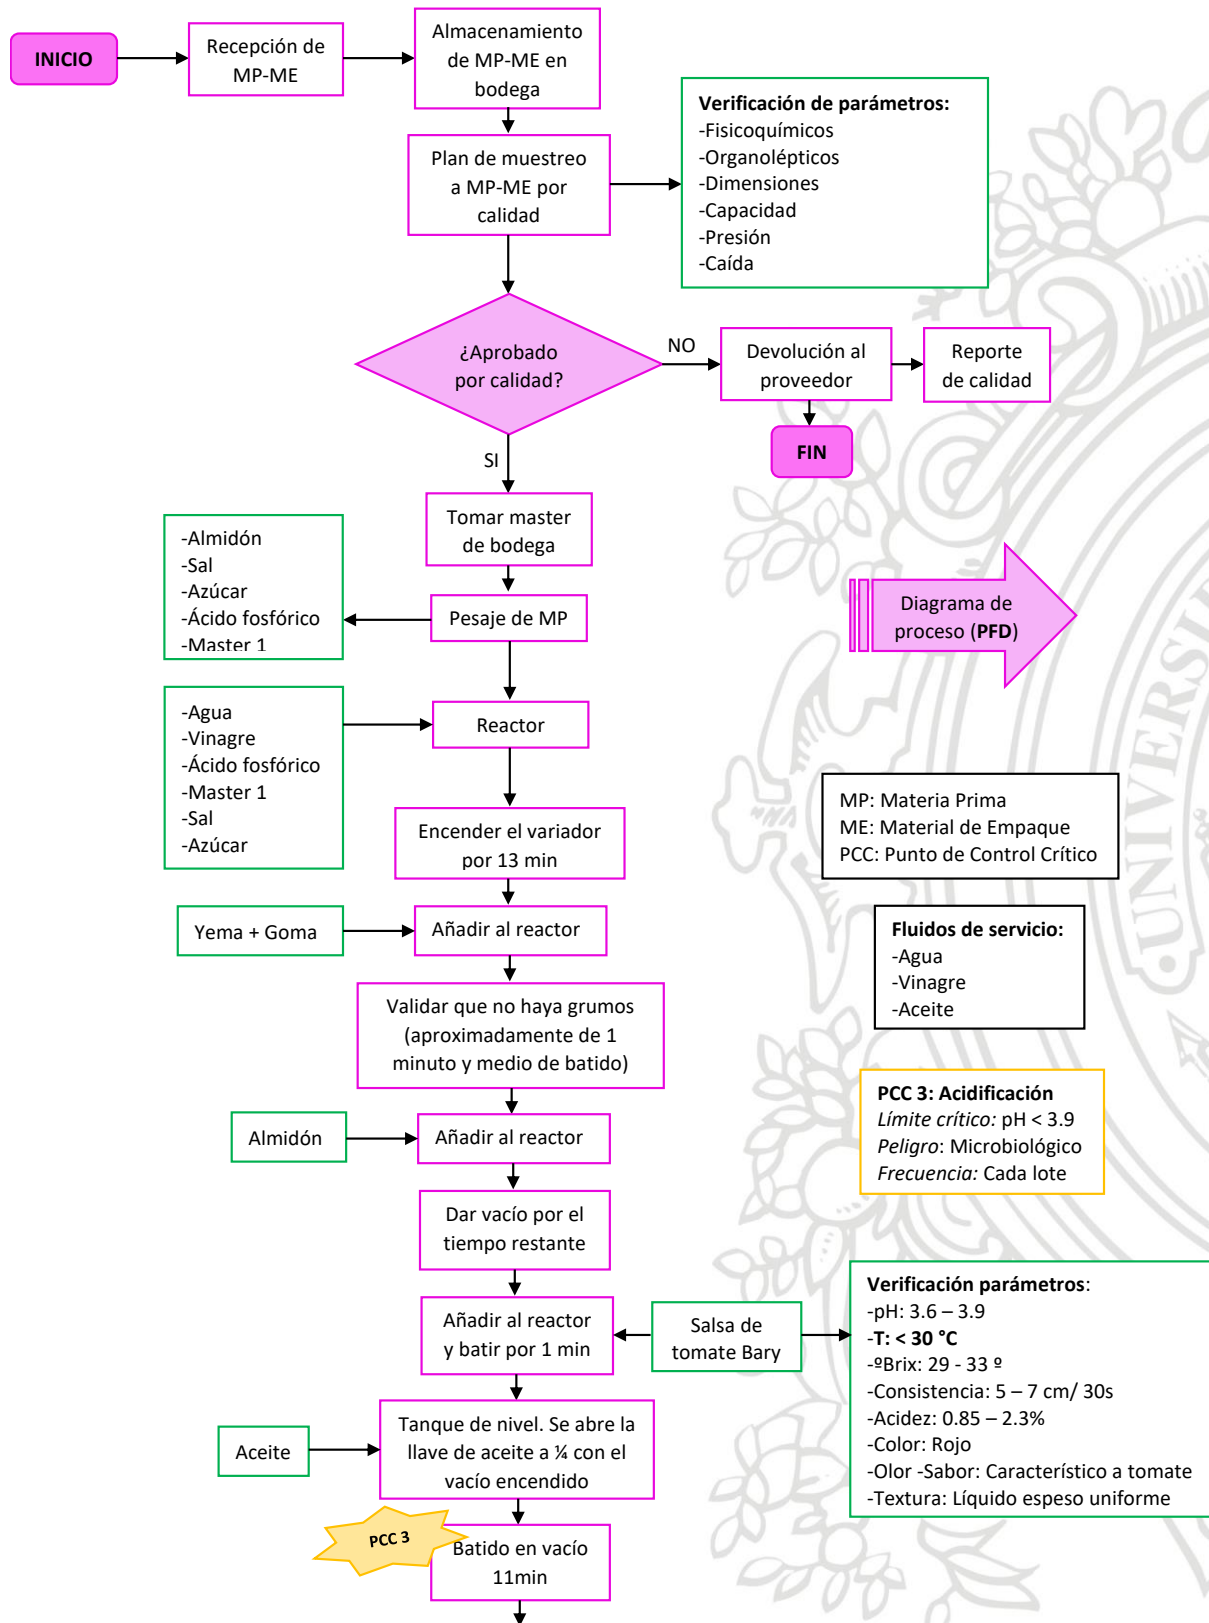 INICIO
Recepción de
MP-ME
Almacenamiento
de MP-ME en
bodega
Plan de muestreo
a MP-ME por
calidad
Verificación de parámetros:
-Fisicoquímicos
-Organolépticos
-Dimensiones
-Capacidad
-Presión
-Caída
¿Aprobado
por calidad?
NO
Devolución al
proveedor
Reporte
de calidad
FIN
SI
Tomar master
de bodega
-Almidón
-Sal
-Azúcar
-Ácido fosfórico
-Master 1
Pesaje de MP
Diagrama de
proceso (PFD)
-Agua
-Vinagre
-Ácido fosfórico
-Master 1
-Sal
-Azúcar
Reactor
Encender el variador
por 13 min
MP: Materia Prima
ME: Material de Empaque
PCC: Punto de Control Crítico
Yema + Goma
Añadir al reactor
Fluidos de servicio:
-Agua
-Vinagre
-Aceite
Validar que no haya grumos
(aproximadamente de 1
minuto y medio de batido)
PCC 3: Acidificación
Límite crítico: pH < 3.9
Peligro: Microbiológico
Frecuencia: Cada lote
Almidón
Añadir al reactor
Dar vacío por el
tiempo restante
Añadir al reactor
y batir por 1 min
Salsa de
tomate Bary
Verificación parámetros:
-pH: 3.6 – 3.9
-T: < 30 °C
-ºBrix: 29 - 33 º
-Consistencia: 5 – 7 cm/ 30s
-Acidez: 0.85 – 2.3%
-Color: Rojo
-Olor -Sabor: Característico a tomate
-Textura: Líquido espeso uniforme
Aceite
Tanque de nivel. Se abre la
llave de aceite a ¼ con el
vacío encendido
PCC 3
Batido en vacío
11min
UNIVERSI